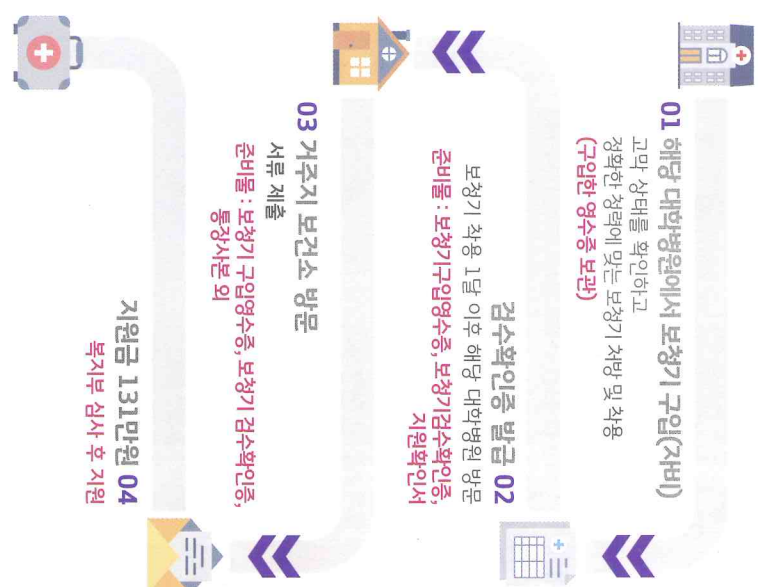 01 해당 대학병원에서 보청기 구입(자비)
고막 상태를 확인하고
정확한 청력에 맞는 보청기 처방 및 착용
(구입한 영수증 보관)
검수확인증 발급 02
보청기 착용 1달 이후 해당 대학병원 방문
준비물 : 보청기구입영수증, 보청기검수확인증,
지원확인서
03 거주지 보건소 방문
서류 제출
준비물 : 보청기 구입영수증, 보청기 검수확인증,
통장사본 외
지원금 131만원 04
복지부 심사 후 지원